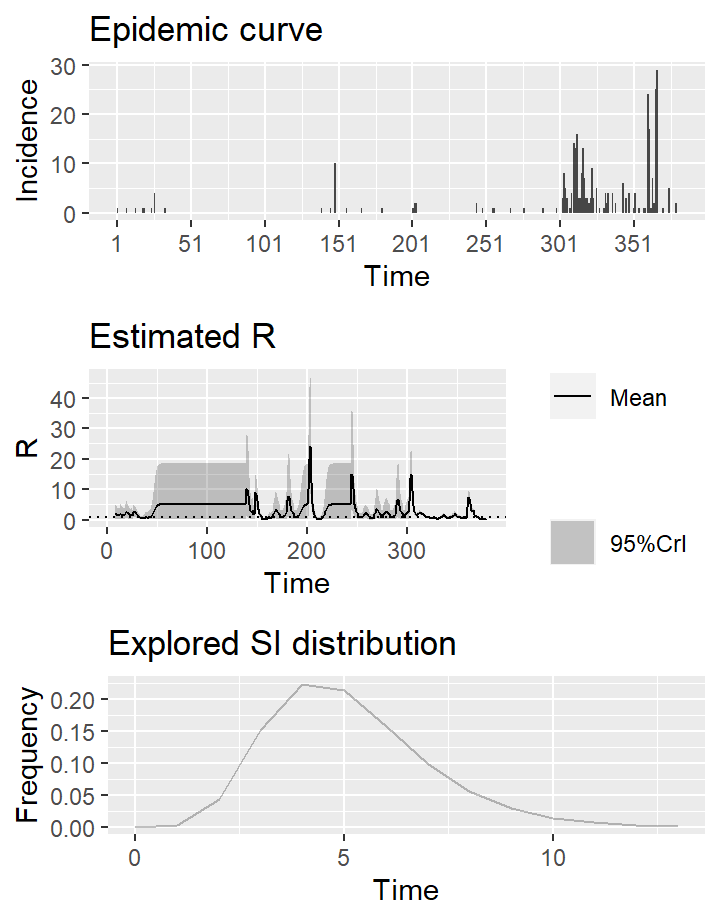 Epidemic curve
30
20
10
0
Incidence
1 51 101 151 201 251 301 351
Time
Estimated R
40
30
20
10
0
R
0 100 200 300
Time
Mean
95%CrI
Explored SI distribution
0.20
0.15
0.10
0.05
0.00
Frequency
0 5 10
Time